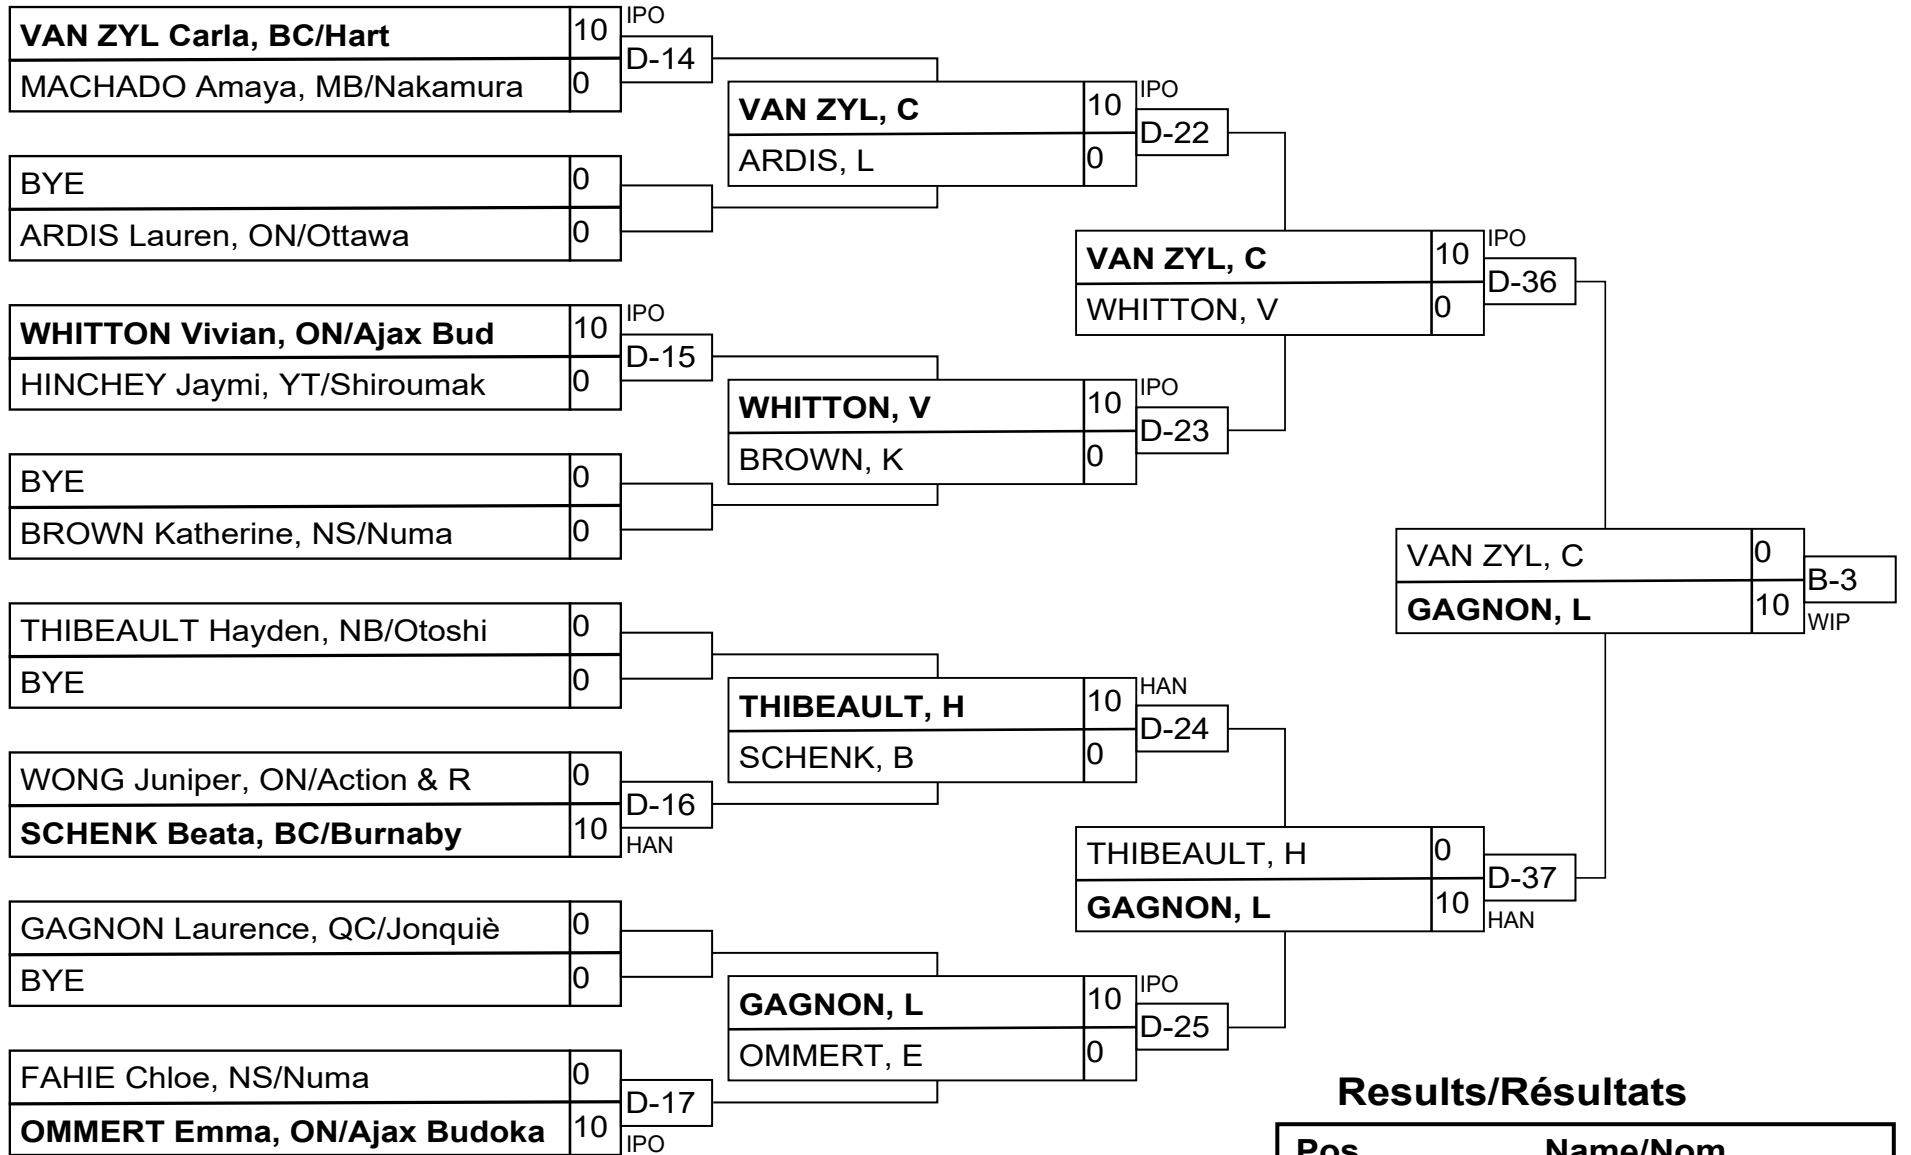 VAN ZYL Carla, BC/Hart 10 IPO
MACHADO Amaya, MB/Nakamura 0
D-14
BYE 0
ARDIS Lauren, ON/Ottawa 0
WHITTON Vivian, ON/Ajax Bud 10 IPO
HINCHEY Jaymi, YT/Shiroumak 0
D-15
BYE 0
BROWN Katherine, NS/Numa 0
THIBEAULT Hayden, NB/Otoshi 0
BYE 0
WONG Juniper, ON/Action & R 0
D-16
SCHENK Beata, BC/Burnaby 10 HAN
GAGNON Laurence, QC/Jonquiè 0
BYE 0
FAHIE Chloe, NS/Numa 0
D-17
OMMERT Emma, ON/Ajax Budoka 10 IPO
VAN ZYL, C 10 IPO
D-22
ARDIS, L 0
WHITTON, V 10 IPO
D-23
BROWN, K 0
THIBEAULT, H 10 HAN
D-24
SCHENK, B 0
GAGNON, L 10 IPO
D-25
OMMERT, E 0
VAN ZYL, C 10 IPO
D-36
WHITTON, V 0
THIBEAULT, H 0
D-37
GAGNON, L 10 HAN
VAN ZYL, C 0
B-3
GAGNON, L 10 WIP
Results/Résultats
Pos Name/Nom